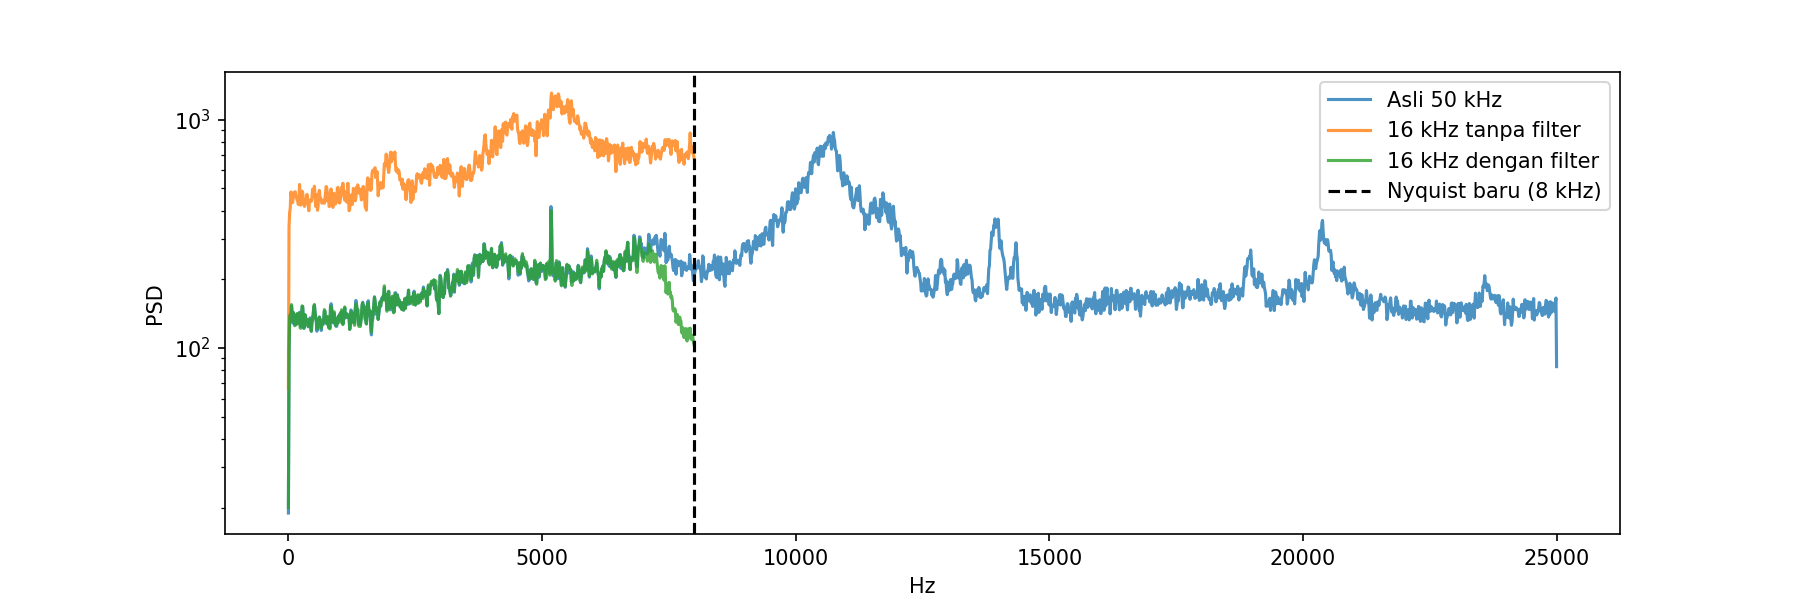 Asli 50 kHz
16 kHz tanpa filter
16 kHz dengan filter
Nyquist baru (8 kHz)
PSD
10³
10²
0 5000 10000 15000 20000 25000
Hz